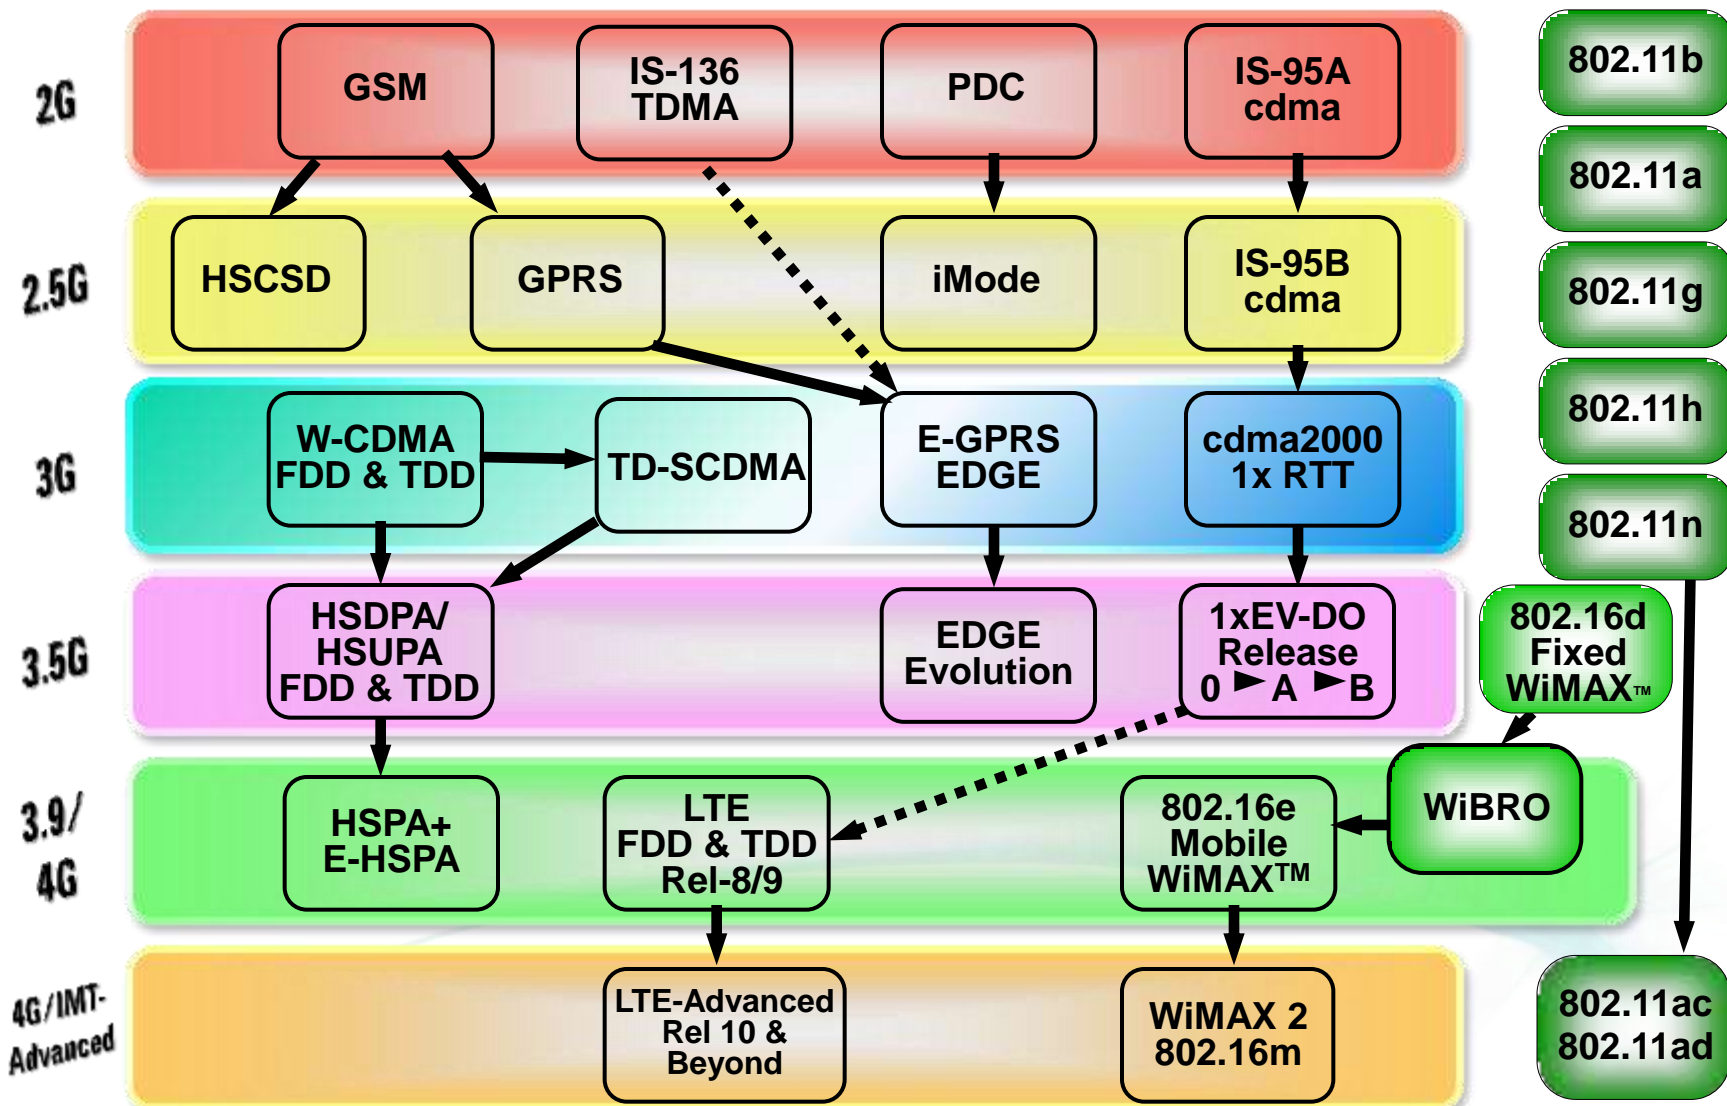 2G
GSM
IS-136
TDMA
PDC
IS-95A
cdma
802.11b
802.11a
2.5G
HSCSD
GPRS
iMode
IS-95B
cdma
802.11g
3G
W-CDMA
FDD & TDD
TD-SCDMA
E-GPRS
EDGE
cdma2000
1x RTT
802.11h
802.11n
3.5G
HSDPA/
HSUPA
FDD & TDD
EDGE
Evolution
1xEV-DO
Release
0 ► A ► B
802.16d
Fixed
WiMAX™
3.9/
4G
HSPA+
E-HSPA
LTE
FDD & TDD
Rel-8/9
802.16e
Mobile
WiMAX™
WiBRO
4G/IMT-
Advanced
LTE-Advanced
Rel 10 &
Beyond
WiMAX 2
802.16m
802.11ac
802.11ad